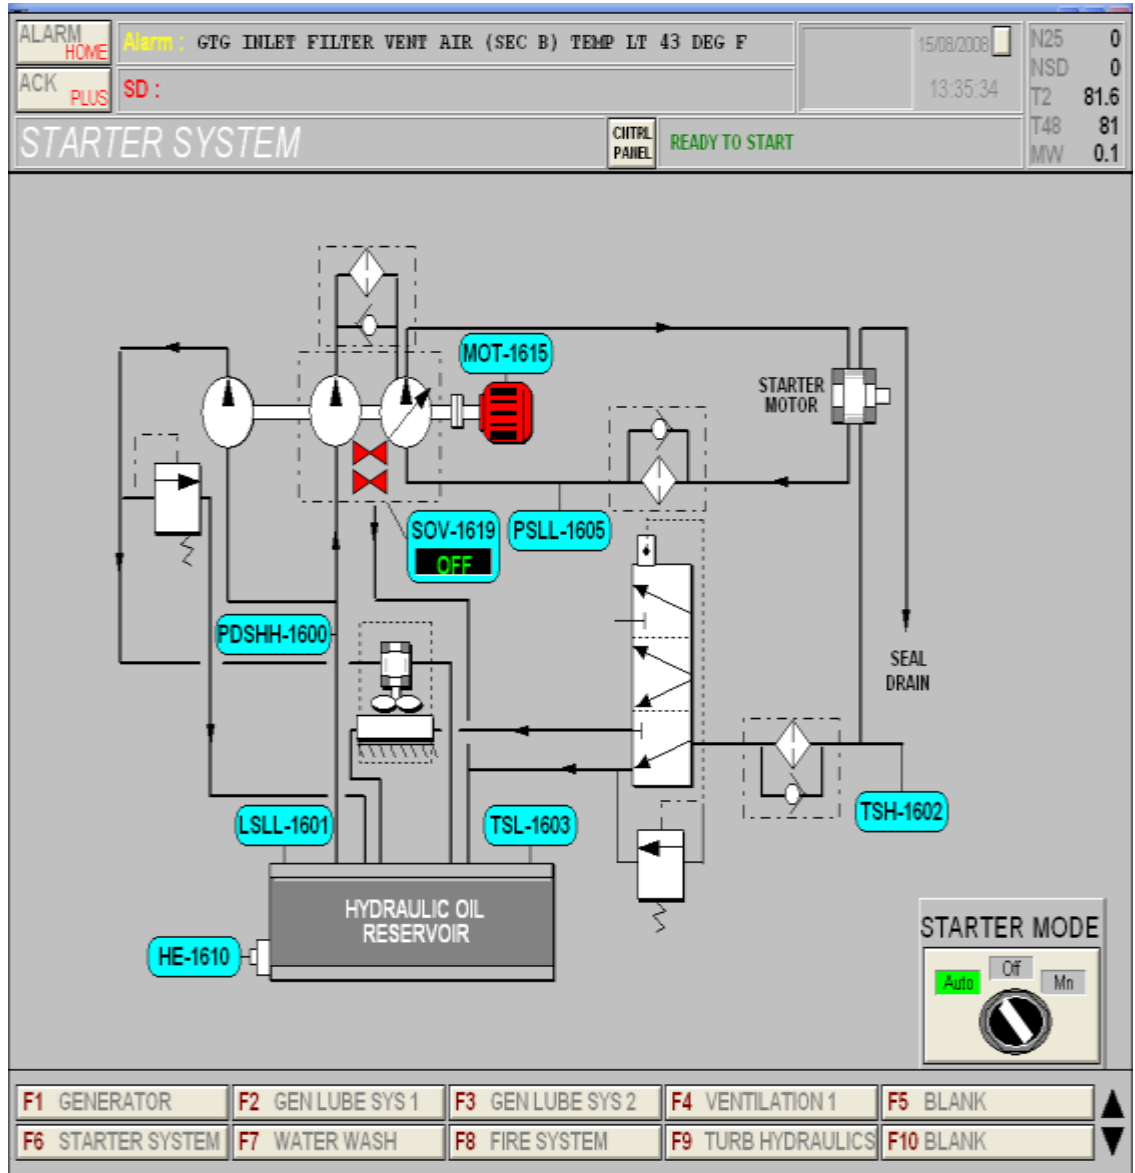 ALARM
HOME
Alarm : GTG INLET FILTER VENT AIR (SEC B) TEMP LT 43 DEG F
15/08/2008
N25 0
NSD 0
ACK
PLUS
SD :
13:35:34
T2 81.6
T48 81
MW 0.1
STARTER SYSTEM
CNTRL
PANEL
READY TO START
MOT-1615
STARTER
MOTOR
SOV-1619
OFF
PSLL-1605
PDSHH-1600
SEAL
DRAIN
LSLL-1601
TSL-1603
TSH-1602
HYDRAULIC OIL
RESERVOIR
HE-1610
STARTER MODE
Auto
Off
Mn
F1 GENERATOR
F2 GEN LUBE SYS 1
F3 GEN LUBE SYS 2
F4 VENTILATION 1
F5 BLANK
F6 STARTER SYSTEM
F7 WATER WASH
F8 FIRE SYSTEM
F9 TURB HYDRAULICS
F10 BLANK